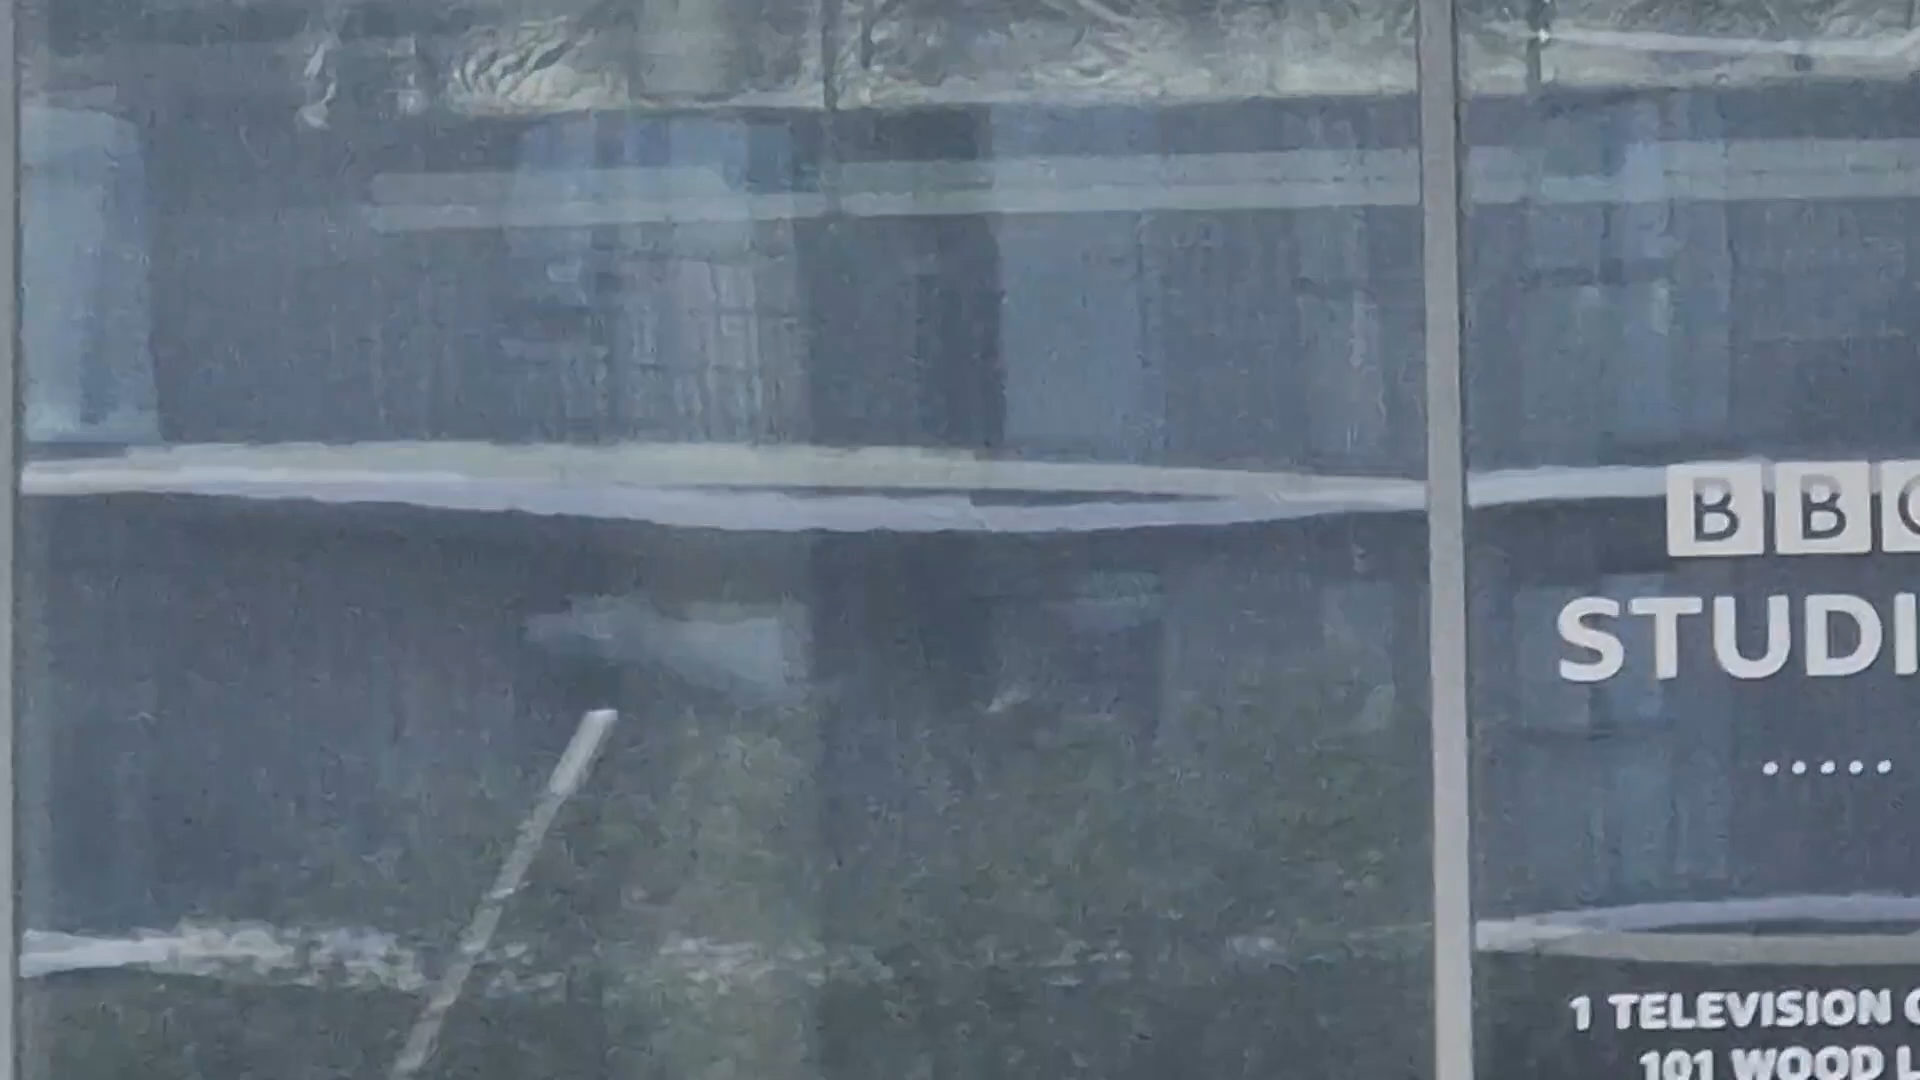 BBC
STUDI
.....
1 TELEVISION C
101 WOOD L